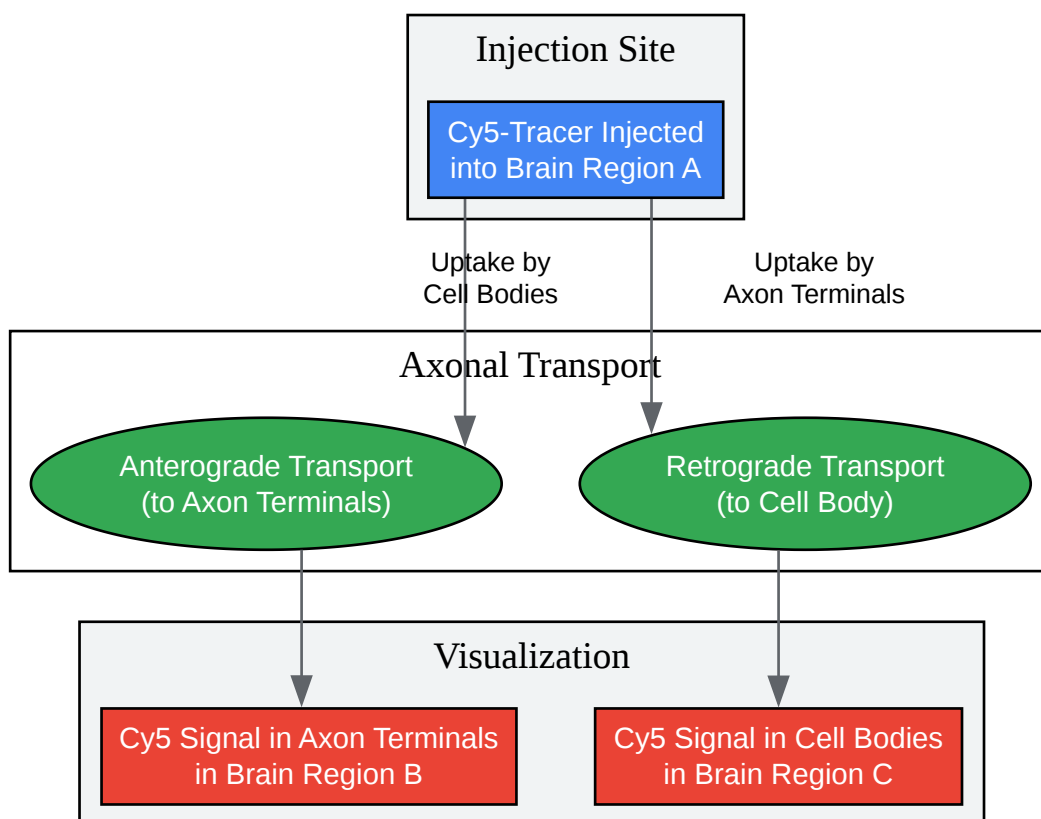 Injection Site
Cy5-Tracer Injected
into Brain Region A
Uptake by
Cell Bodies
Uptake by
Axon Terminals
Axonal Transport
Anterograde Transport
(to Axon Terminals)
Retrograde Transport
(to Cell Body)
Visualization
Cy5 Signal in Axon Terminals
in Brain Region B
Cy5 Signal in Cell Bodies
in Brain Region C